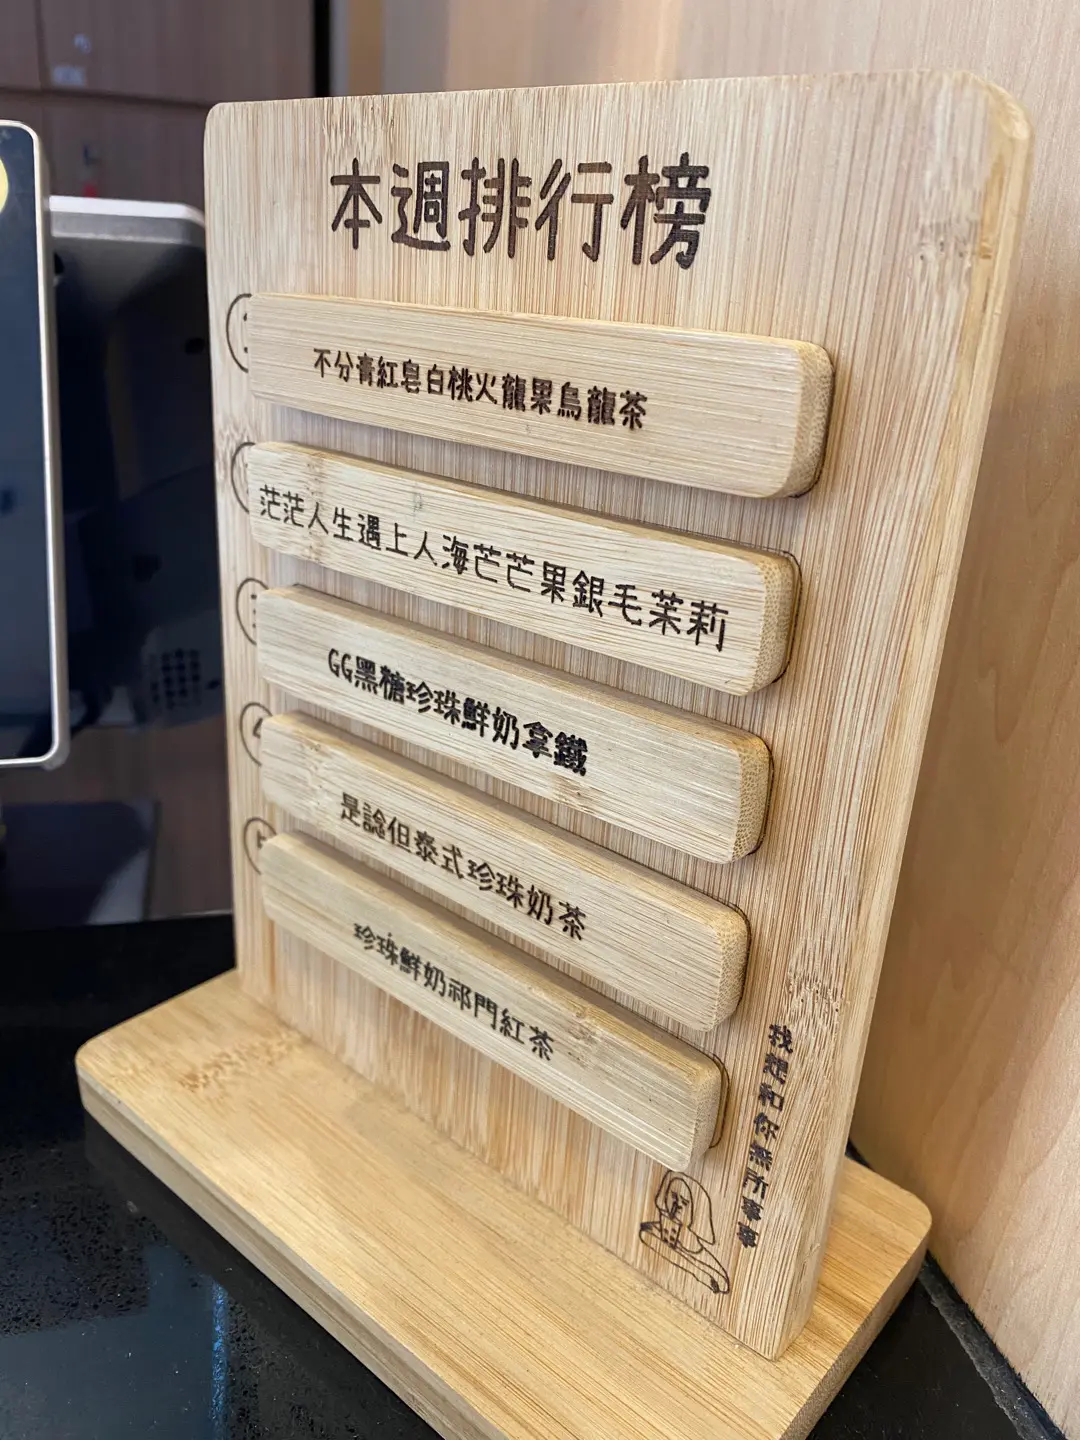 本週排行榜
不分青紅皂白桃火龍果烏龍茶
茫茫人生遇上人海芒芒果銀毛茉莉
GG黑糖珍珠鮮奶拿鐵
4
是諗但泰式珍珠奶茶
珍珠鮮奶祁門紅茶
我想和你無所事事